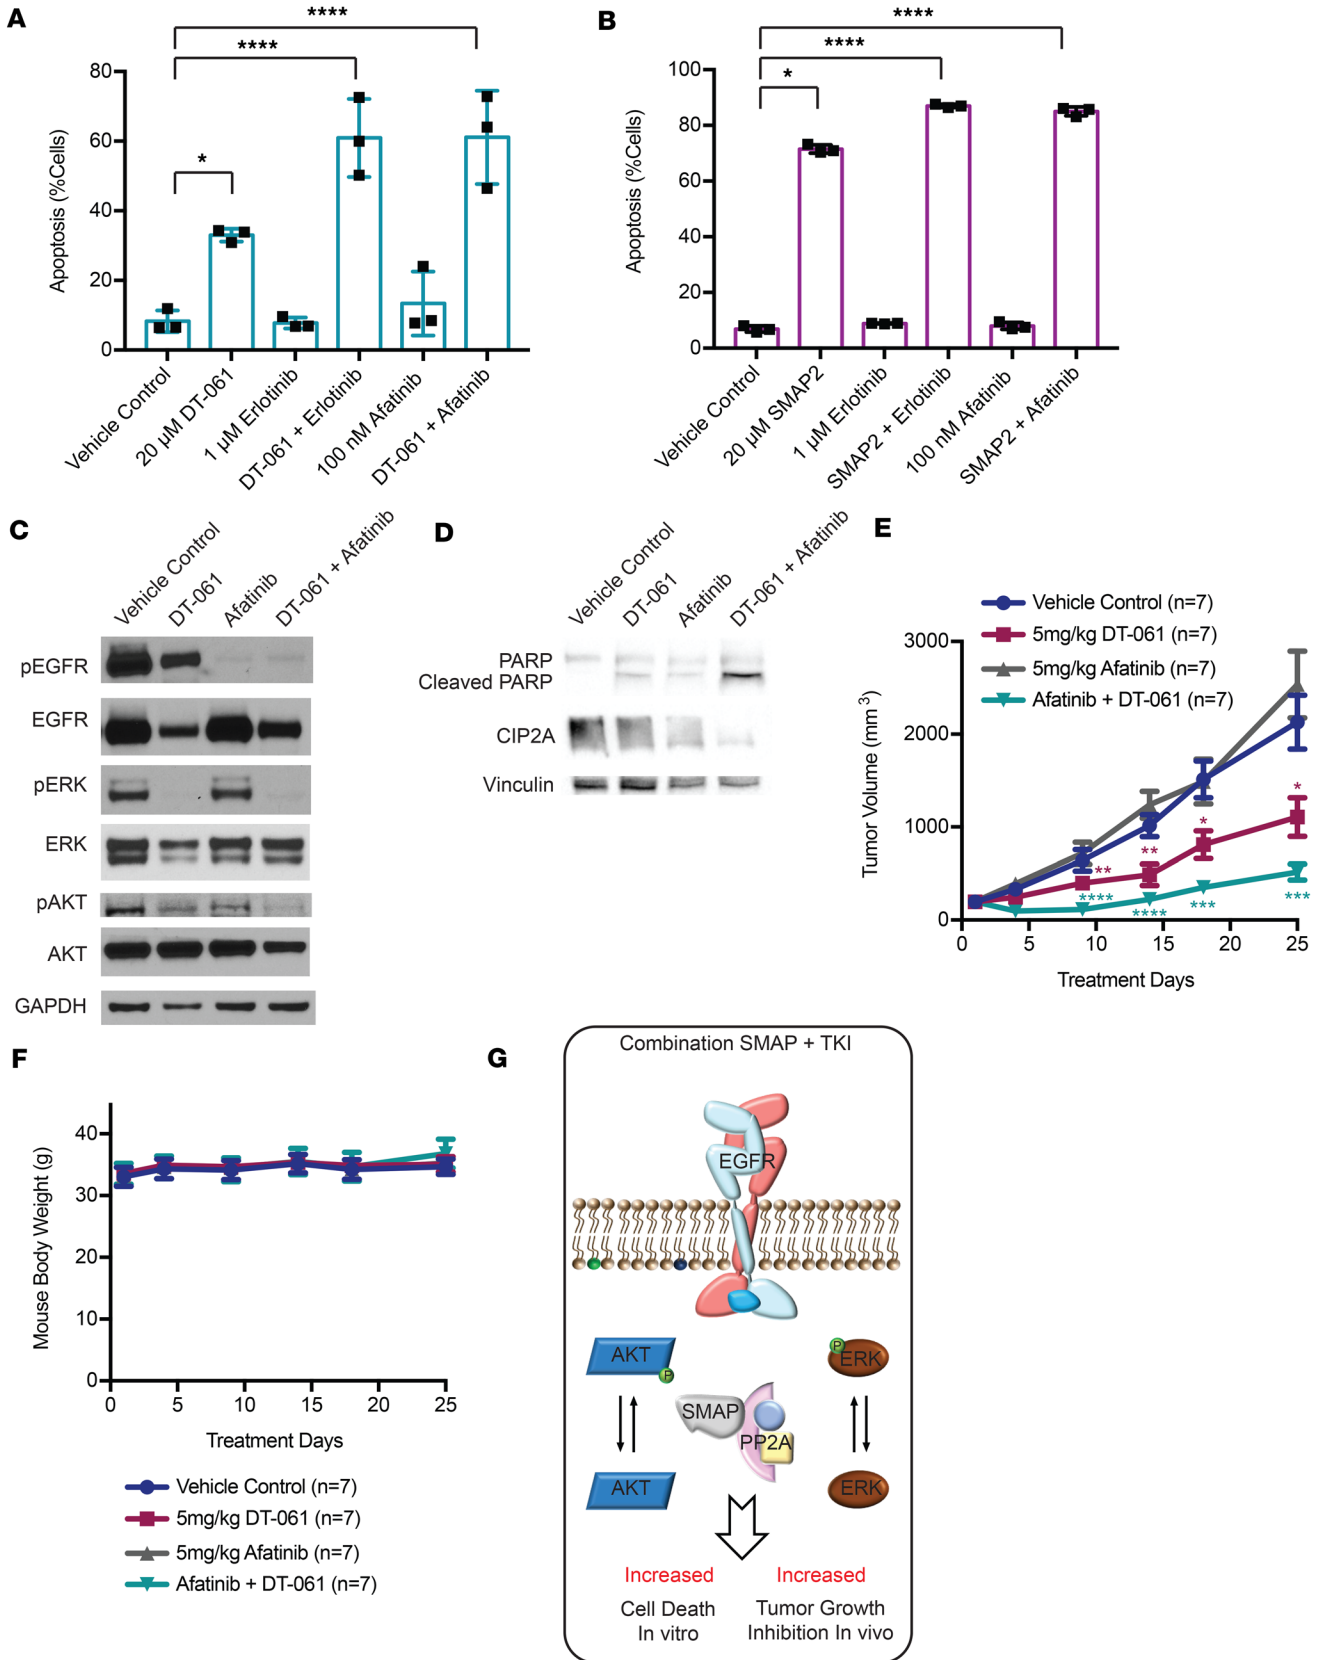 A
****
****
*
80
60
40
20
0
Apoptosis (%Cells)
Vehicle Control
20 µM DT-061
1 µM Erlotinib
DT-061 + Erlotinib
100 nM Afatinib
DT-061 + Afatinib
B
****
****
*
100
80
60
40
20
0
Apoptosis (%Cells)
Vehicle Control
20 µM SMAP2
1 µM Erlotinib
SMAP2 + Erlotinib
100 nM Afatinib
SMAP2 + Afatinib
C
Vehicle Control
DT-061
Afatinib
DT-061 + Afatinib
pEGFR
EGFR
pERK
ERK
pAKT
AKT
GAPDH
D
Vehicle Control
DT-061
Afatinib
DT-061 + Afatinib
PARP
Cleaved PARP
CIP2A
Vinculin
E
Vehicle Control (n=7)
5mg/kg DT-061 (n=7)
5mg/kg Afatinib (n=7)
Afatinib + DT-061 (n=7)
3000
2000
1000
0
Tumor Volume (mm 3)
**
**
*
*
****
****
***
***
0 5 10 15 20 25
Treatment Days
F
40
30
20
10
0
Mouse Body Weight (g)
0 5 10 15 20 25
Treatment Days
Vehicle Control (n=7)
5mg/kg DT-061 (n=7)
5mg/kg Afatinib (n=7)
Afatinib + DT-061 (n=7)
G
Combination SMAP + TKI
EGFR
AKT
P
P
ERK
SMAP
PP2A
AKT
ERK
Increased
Cell Death
In vitro
Increased
Tumor Growth
Inhibition In vivo